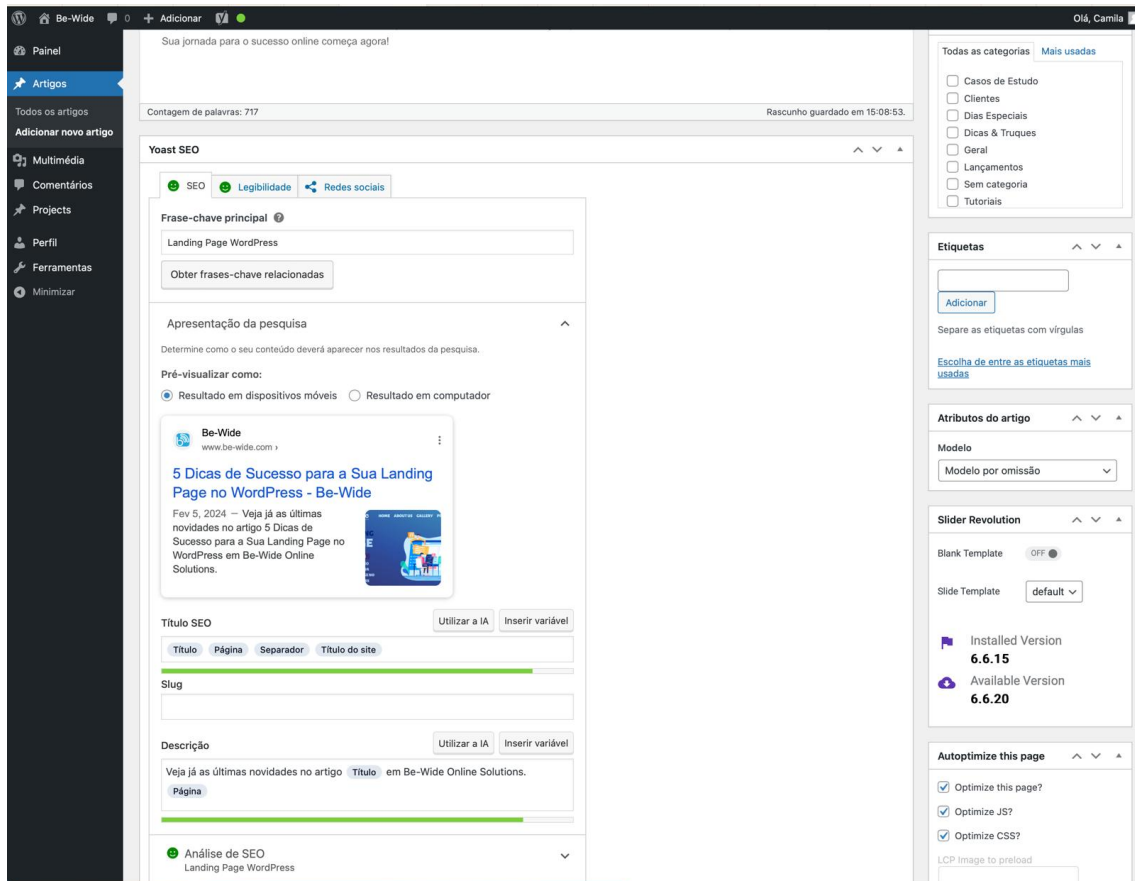 Be-Wide 0 + Adicionar
Olá, Camila
Painel
Artigos
Todos os artigos
Adicionar novo artigo
Multimédia
Comentários
Projects
Perfil
Ferramentas
Minimizar
Sua jornada para o sucesso online começa agora!
Contagem de palavras: 717
Rascunho guardado em 15:08:53.
Yoast SEO
SEO Legibilidade Redes sociais
Frase-chave principal
Landing Page WordPress
Obter frases-chave relacionadas
Apresentação da pesquisa
Determine como o seu conteúdo deverá aparecer nos resultados da pesquisa.
Pré-visualizar como:
Resultado em dispositivos móveis Resultado em computador
Be-Wide
www.be-wide.com ›
5 Dicas de Sucesso para a Sua Landing
Page no WordPress - Be-Wide
Fev 5, 2024 – Veja já as últimas
novidades no artigo 5 Dicas de
Sucesso para a Sua Landing Page no
WordPress em Be-Wide Online
Solutions.
HOME ABOUT US GALLERY
Título SEO
Utilizar a IA Inserir variável
Título Página Separador Título do site
Slug
Descrição
Utilizar a IA Inserir variável
Veja já as últimas novidades no artigo Título em Be-Wide Online Solutions.
Página
Análise de SEO
Landing Page WordPress
Todas as categorias Mais usadas
Casos de Estudo
Clientes
Dias Especiais
Dicas & Truques
Geral
Lançamentos
Sem categoria
Tutoriais
Etiquetas
Adicionar
Separe as etiquetas com vírgulas
Escolha de entre as etiquetas mais
usadas
Atributos do artigo
Modelo
Modelo por omissão
Slider Revolution
Blank Template OFF
Slide Template default
Installed Version
6.6.15
Available Version
6.6.20
Autoptimize this page
Optimize this page?
Optimize JS?
Optimize CSS?
LCP Image to preload